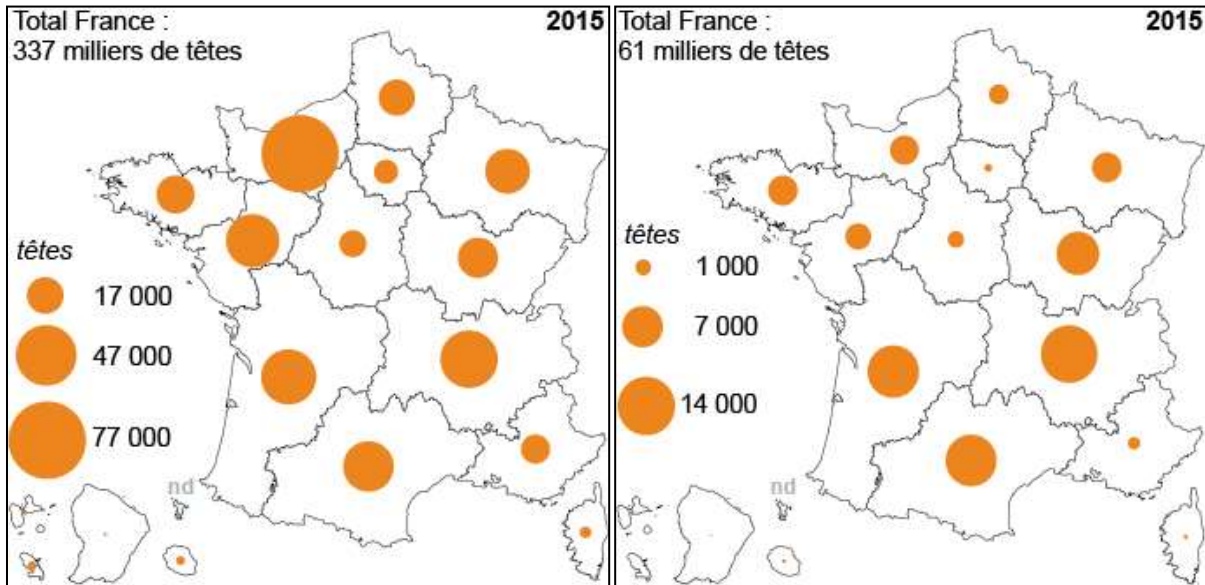 Total France :
337 milliers de têtes
2015
têtes
17 000
47 000
77 000
nd
Total France :
61 milliers de têtes
2015
têtes
1 000
7 000
14 000
nd